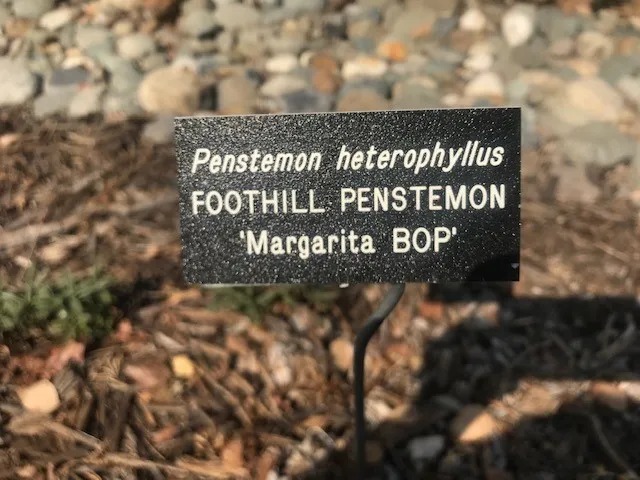 Penstemon heterophyllus
FOOTHILL PENSTEMON
'Margarita BOP'